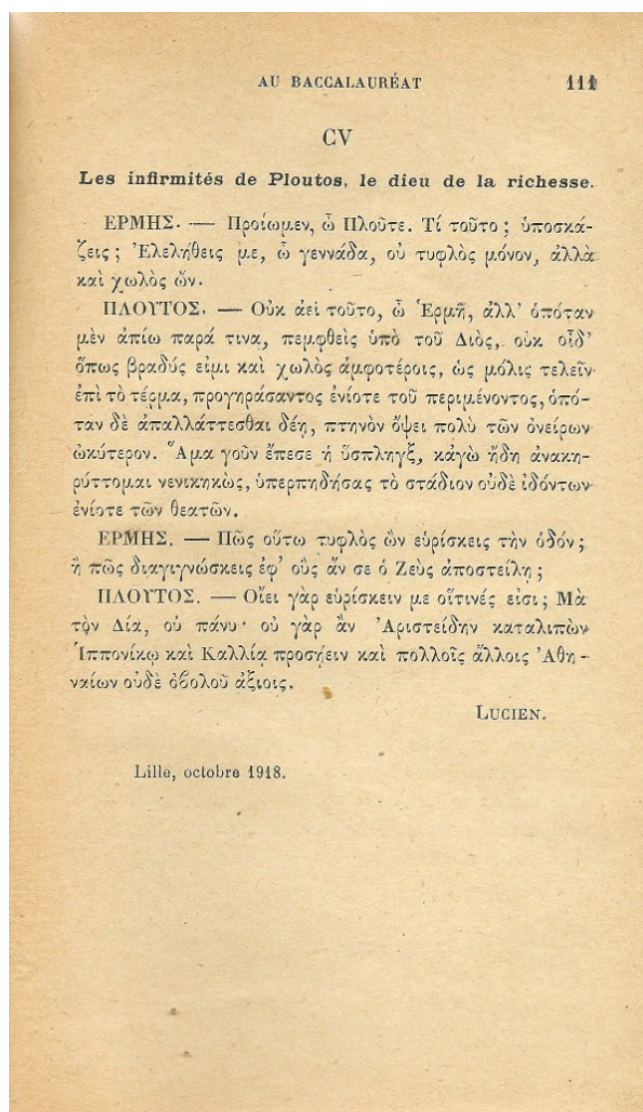 AU BACCALAURÉAT 111
CV
Les infirmités de Ploutos, le dieu de la richesse.
ΕΡΜΗΣ. — Προΐωμεν, ὦ Πλοῦτε. Τί τοῦτο ; ὑποσκά-
ζεις ; Ἐλελήθεις με, ὦ γεννάδα, οὐ τυφλὸς μόνον, ἀλλὰ
καὶ χωλὸς ὤν.
ΠΛΟΥΤΟΣ. — Οὐκ ἀεὶ τοῦτο, ὦ Ἑρμῆ, ἀλλ' ὁπόταν
μὲν ἀπίω παρά τινα, πεμφθεὶς ὑπὸ τοῦ Διὸς, οὐκ οἶδ'
ὅπως βραδύς εἰμι καὶ χωλὸς ἀμφοτέροις, ὡς μόλις τελεῖν
ἐπὶ τὸ τέρμα, προγηράσαντος ἐνίοτε τοῦ περιμένοντος, ὁπό-
ταν δὲ ἀπαλλάττεσθαι δέῃ, πτηνὸν ὄψει πολὺ τῶν ὀνείρων
ὠκύτερον. Ἅμα γοῦν ἔπεσε ἡ ὕσπληγξ, κἀγὼ ἤδη ἀνακη-
ρύττομαι νενικηκὼς, ὑπερπηδήσας τὸ στάδιον οὐδὲ ἰδόντων
ἐνίοτε τῶν θεατῶν.
ΕΡΜΗΣ. — Πῶς οὕτω τυφλὸς ὢν εὑρίσκεις τὴν ὁδόν ;
ἢ πῶς διαγιγνώσκεις ἐφ' οὓς ἄν σε ὁ Ζεὺς ἀποστείλῃ ;
ΠΛΟΥΤΟΣ. — Οἴει γὰρ εὑρίσκειν με οἵτινές εἰσι ; Μὰ
τὸν Δία, οὐ πάνυ· οὐ γὰρ ἂν Ἀριστείδην καταλιπὼν
Ἱππονίκῳ καὶ Καλλίᾳ προσῄειν καὶ πολλοῖς ἄλλοις Ἀθη-
ναίων οὐδὲ ὀβολοῦ ἀξίοις.
LUCIEN.
Lille, octobre 1918.